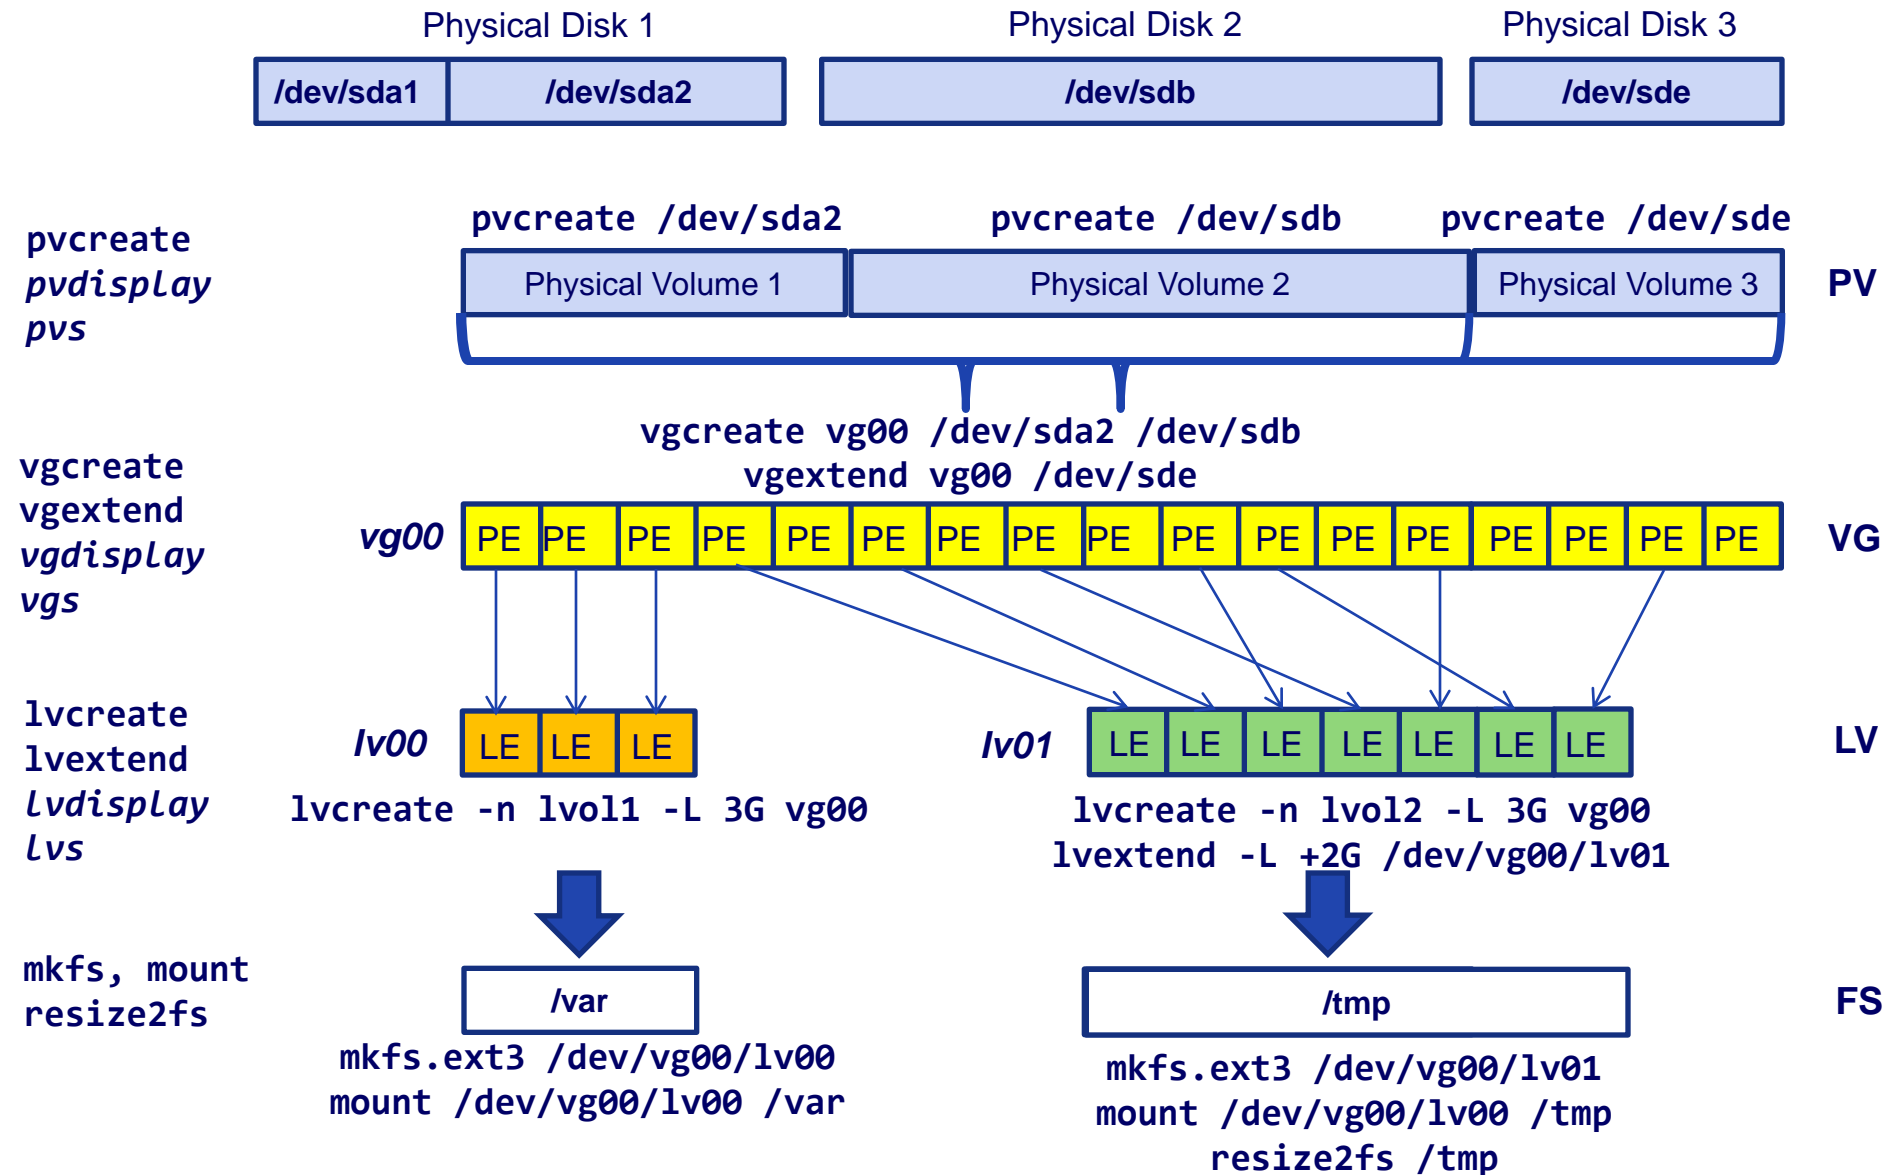 Physical Disk 1 Physical Disk 2 Physical Disk 3
/dev/sda1 /dev/sda2 /dev/sdb /dev/sde
pvcreate /dev/sda2 pvcreate /dev/sdb pvcreate /dev/sde
pvcreate
pvdisplay
pvs
Physical Volume 1 Physical Volume 2 Physical Volume 3 PV
vgcreate vg00 /dev/sda2 /dev/sdb
vgextend vg00 /dev/sde
vgcreate
vgextend
vgdisplay
vgs
vg00 PE PE PE PE PE PE PE PE PE PE PE PE PE PE PE PE PE VG
lvcreate
lvextend
lvdisplay
lvs
lv00 LE LE LE lv01 LE LE LE LE LE LE LE LV
lvcreate -n lvol1 -L 3G vg00
lvcreate -n lvol2 -L 3G vg00
lvextend -L +2G /dev/vg00/lv01
mkfs, mount
resize2fs
/var /tmp FS
mkfs.ext3 /dev/vg00/lv00
mount /dev/vg00/lv00 /var
mkfs.ext3 /dev/vg00/lv01
mount /dev/vg00/lv00 /tmp
resize2fs /tmp